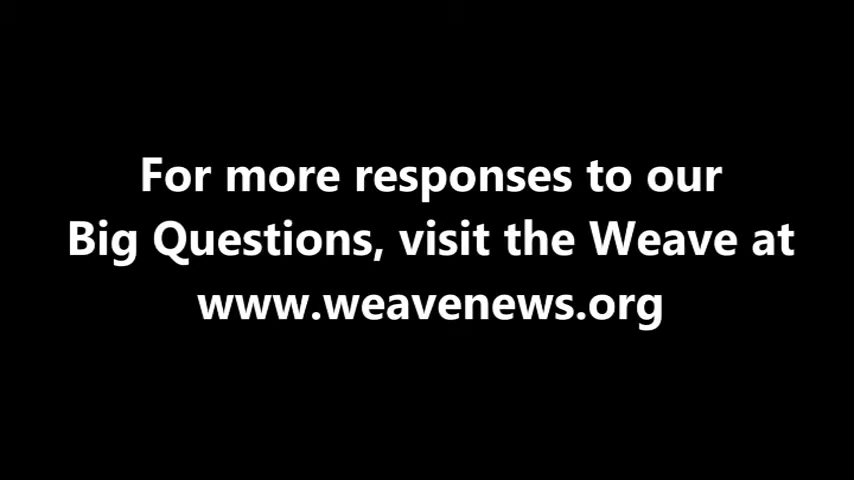 For more responses to our
Big Questions, visit the Weave at
www.weavenews.org